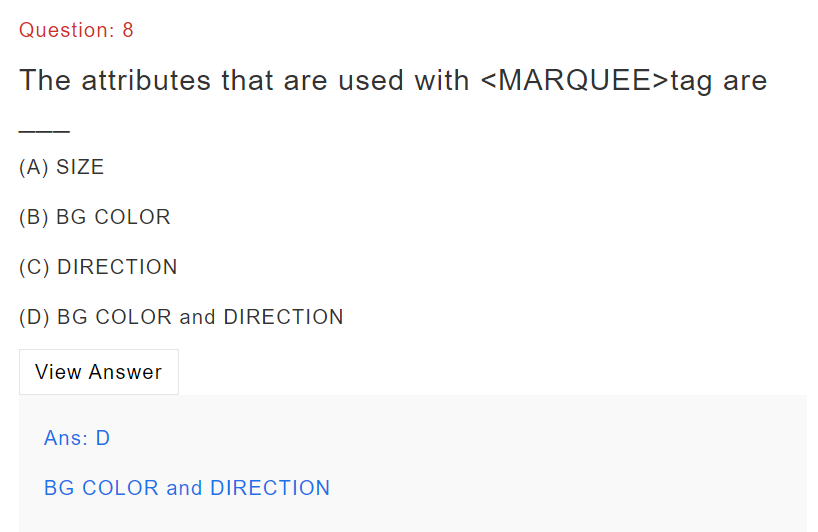 Question: 8
The attributes that are used with <MARQUEE>tag are
___
(A) SIZE
(B) BG COLOR
(C) DIRECTION
(D) BG COLOR and DIRECTION
View Answer
Ans: D
BG COLOR and DIRECTION